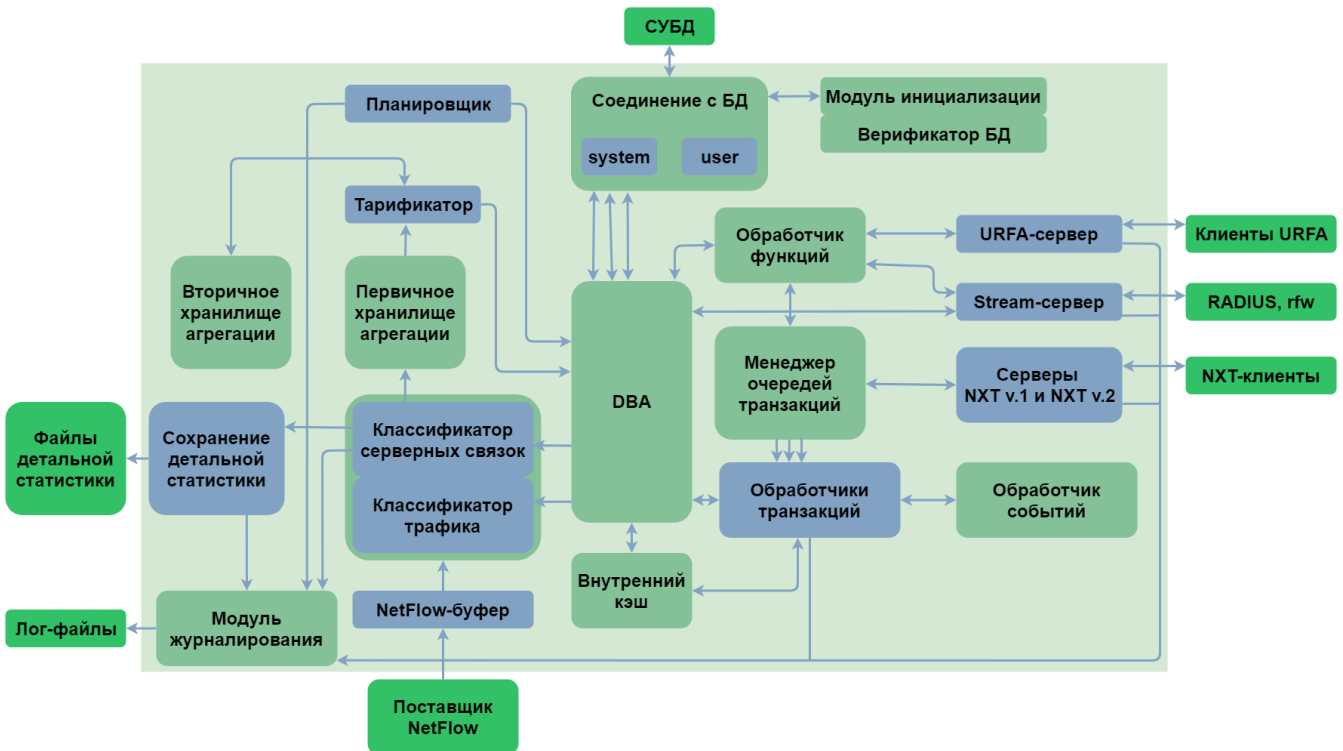 СУБД
Планировщик
Соединение с БД
Модуль инициализации
Верификатор БД
system
user
Тарификатор
Обработчик
функций
URFA-сервер
Клиенты URFA
Вторичное
хранилище
агрегации
Первичное
хранилище
агрегации
Stream-сервер
RADIUS, rfw
DBA
Менеджер
очередей
транзакций
Серверы
NXT v.1 и NXT v.2
NXT-клиенты
Файлы
детальной
статистики
Сохранение
детальной
статистики
Классификатор
серверных связок
Классификатор
трафика
Обработчики
транзакций
Обработчик
событий
Внутренний
кэш
NetFlow-буфер
Лог-файлы
Модуль
журналирования
Поставщик
NetFlow